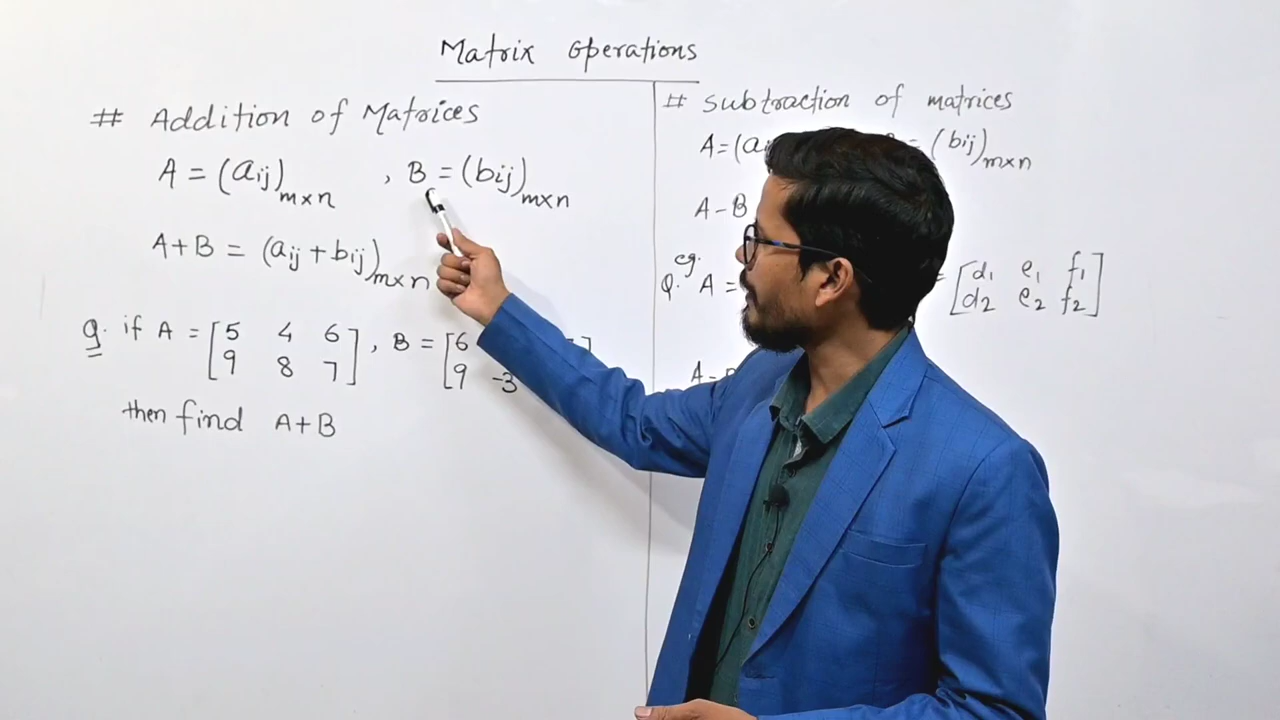 Matrix Operations
# Addition of Matrices
A = (aij)m×n , B = (bij)m×n
A+B = (aij + bij)m×n
Q. if A = [5 4 6
9 8 7] , B = [6
9 -3
then find A+B
# Subtraction of matrices
A = (a = (bij)m×n
A - B
eg.
Q. A = = [d1 e1 f1
d2 e2 f2]